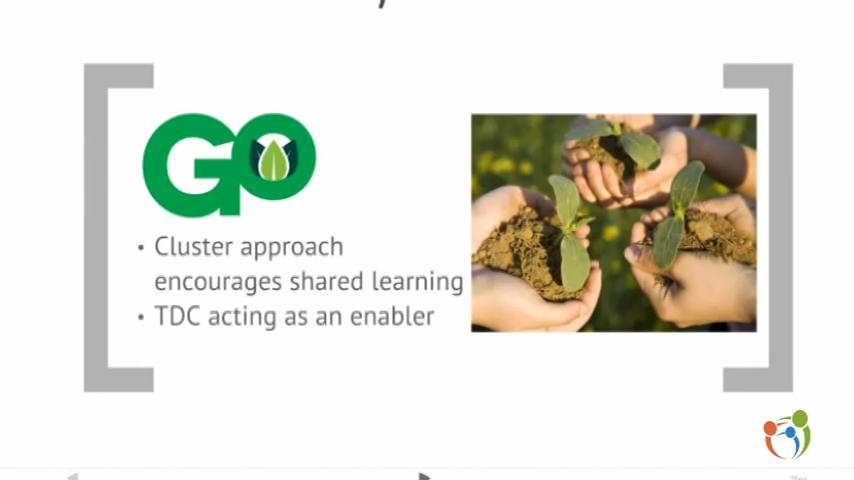 GO
• Cluster approach
encourages shared learning
• TDC acting as an enabler